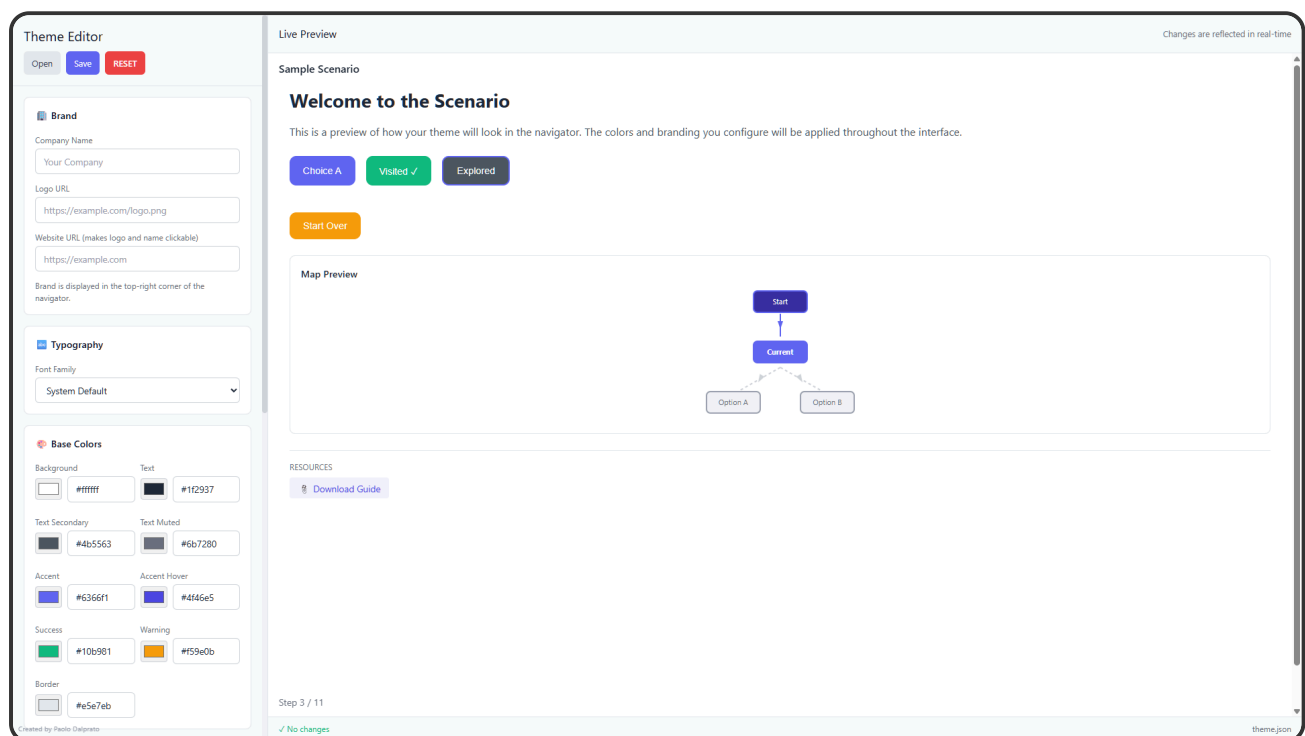 Theme Editor
Open Save RESET
Brand
Company Name
Your Company
Logo URL
https://example.com/logo.png
Website URL (makes logo and name clickable)
https://example.com
Brand is displayed in the top-right corner of the
navigator.
Typography
Font Family
System Default
Base Colors
Background Text
#ffffff #1f2937
Text Secondary Text Muted
#4b5563 #6b7280
Accent Accent Hover
#6366f1 #4f46e5
Success Warning
#10b981 #f59e0b
Border
#e5e7eb
Created by Paolo Dalprato
Live Preview Changes are reflected in real-time
Sample Scenario
Welcome to the Scenario
This is a preview of how your theme will look in the navigator. The colors and branding you configure will be applied throughout the interface.
Choice A Visited ✓ Explored
Start Over
Map Preview
Start
Current
Option A Option B
RESOURCES
Download Guide
Step 3 / 11
✓ No changes theme.json